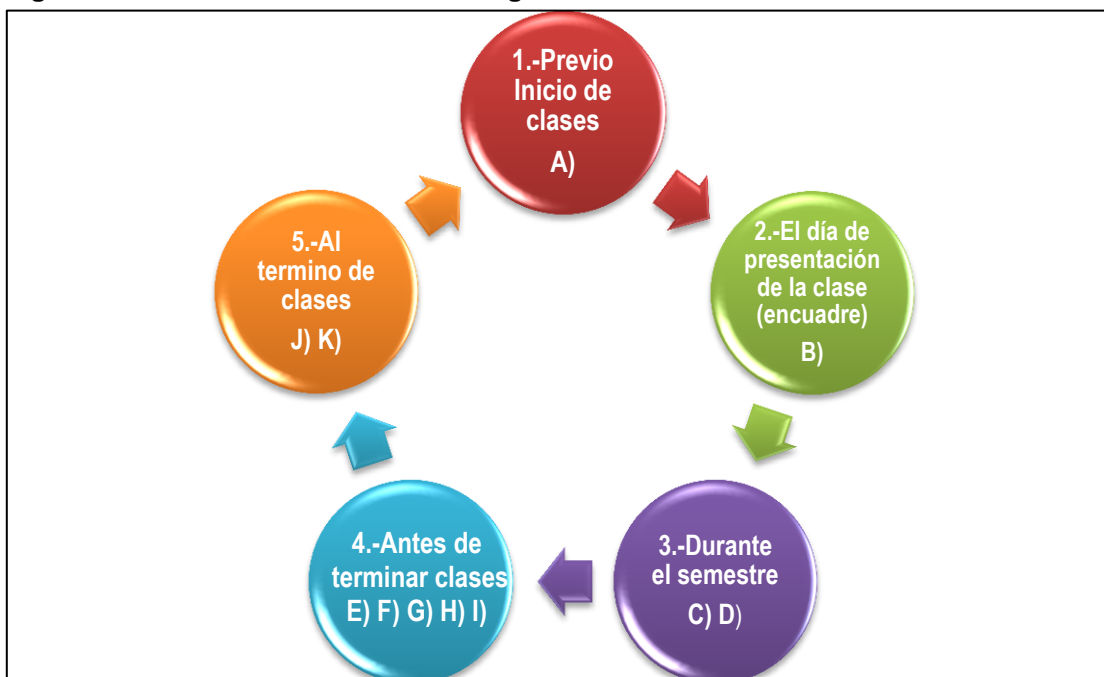 1.-Previo
Inicio de
clases
A)
2.-El día de
presentación
de la clase
(encuadre)
B)
3.-Durante
el semestre
C) D)
4.-Antes de
terminar clases
E) F) G) H) I)
5.-Al
termino de
clases
J) K)